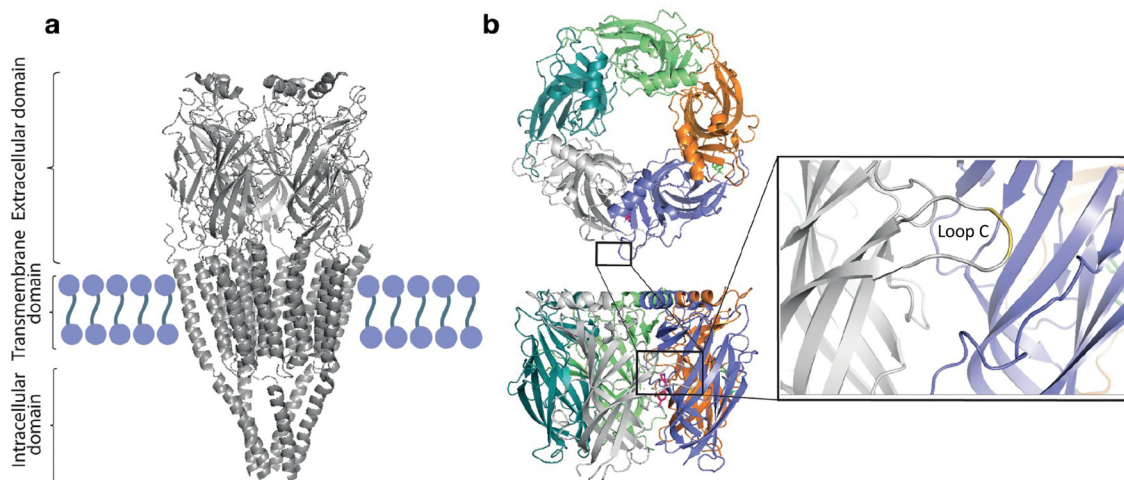 a
Extracellular domain
Transmembrane
domain
Intracellular
domain
b
Loop C